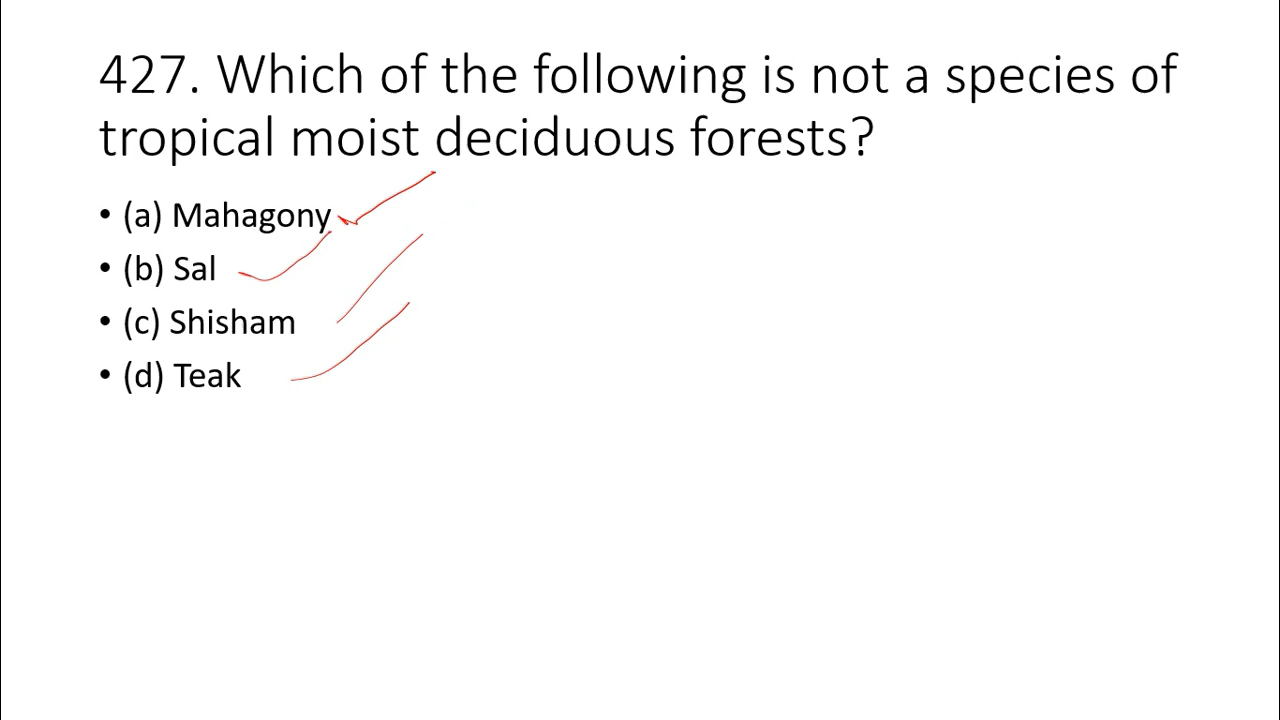 427. Which of the following is not a species of
tropical moist deciduous forests?
• (a) Mahagony
• (b) Sal
• (c) Shisham
• (d) Teak